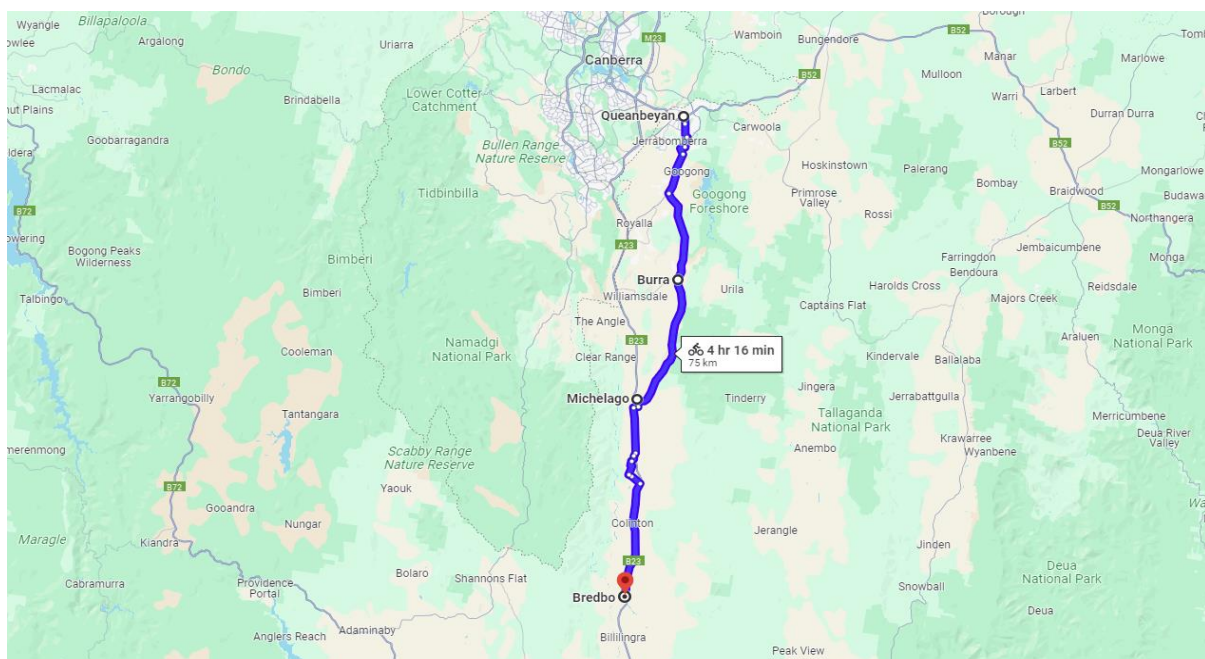 Billapaloola
Wyangle
Argalong
Uriarra
M23
Wamboin
Borough
B52
Bungendore
Manar
Marlowe
Canberra
Bondo
B52
Mulloon
Lacmalac
Brindabella
Lower Cotter
Catchment
Larbert
Warri
Durran Durra
Queanbeyan
Carwoola
Goobarragandra
Bullen Range
Nature Reserve
Jerrabomberra
B52
Hoskinstown
Palerang
Mongarlowe
Googong
Bombay
Tidbinbilla
Googong
Foreshore
Primrose
Valley
Braidwood
B52
Rossi
B72
Royalla
Northangera
A23
Jembaicumbene
Bogong Peaks
Wilderness
Bimberi
Farringdon
Monga
Burra
Bendoura
Urila
Harolds Cross
Reidsdale
Talbingo
Bimberi
Williamsdale
Majors Creek
Captains Flat
The Angle
Monga
National Park
Araluen
B23
Namadgi
National Park
4 hr 16 min
75 km
Cooleman
Clear Range
Kindervale
Ballalaba
B72
Jingera
Yarrangobilly
Michelago
Tinderry
Jerrabattgulla
Tantangara
Tallaganda
National Park
Merricumbene
Deua River
Valley
Krawarree
Anembo
Wyanbene
Scabby Range
Nature Reserve
B72
Yaouk
Gooandra
Nungar
Colinton
Jerangle
Maragle
Kiandra
Jinden
B23
Bolaro
Shannons Flat
Deua
National Park
Cabramurra
Providence
Portal
Snowball
Bredbo
Deua
Anglers Reach
Adaminaby
Billilingra
Peak View